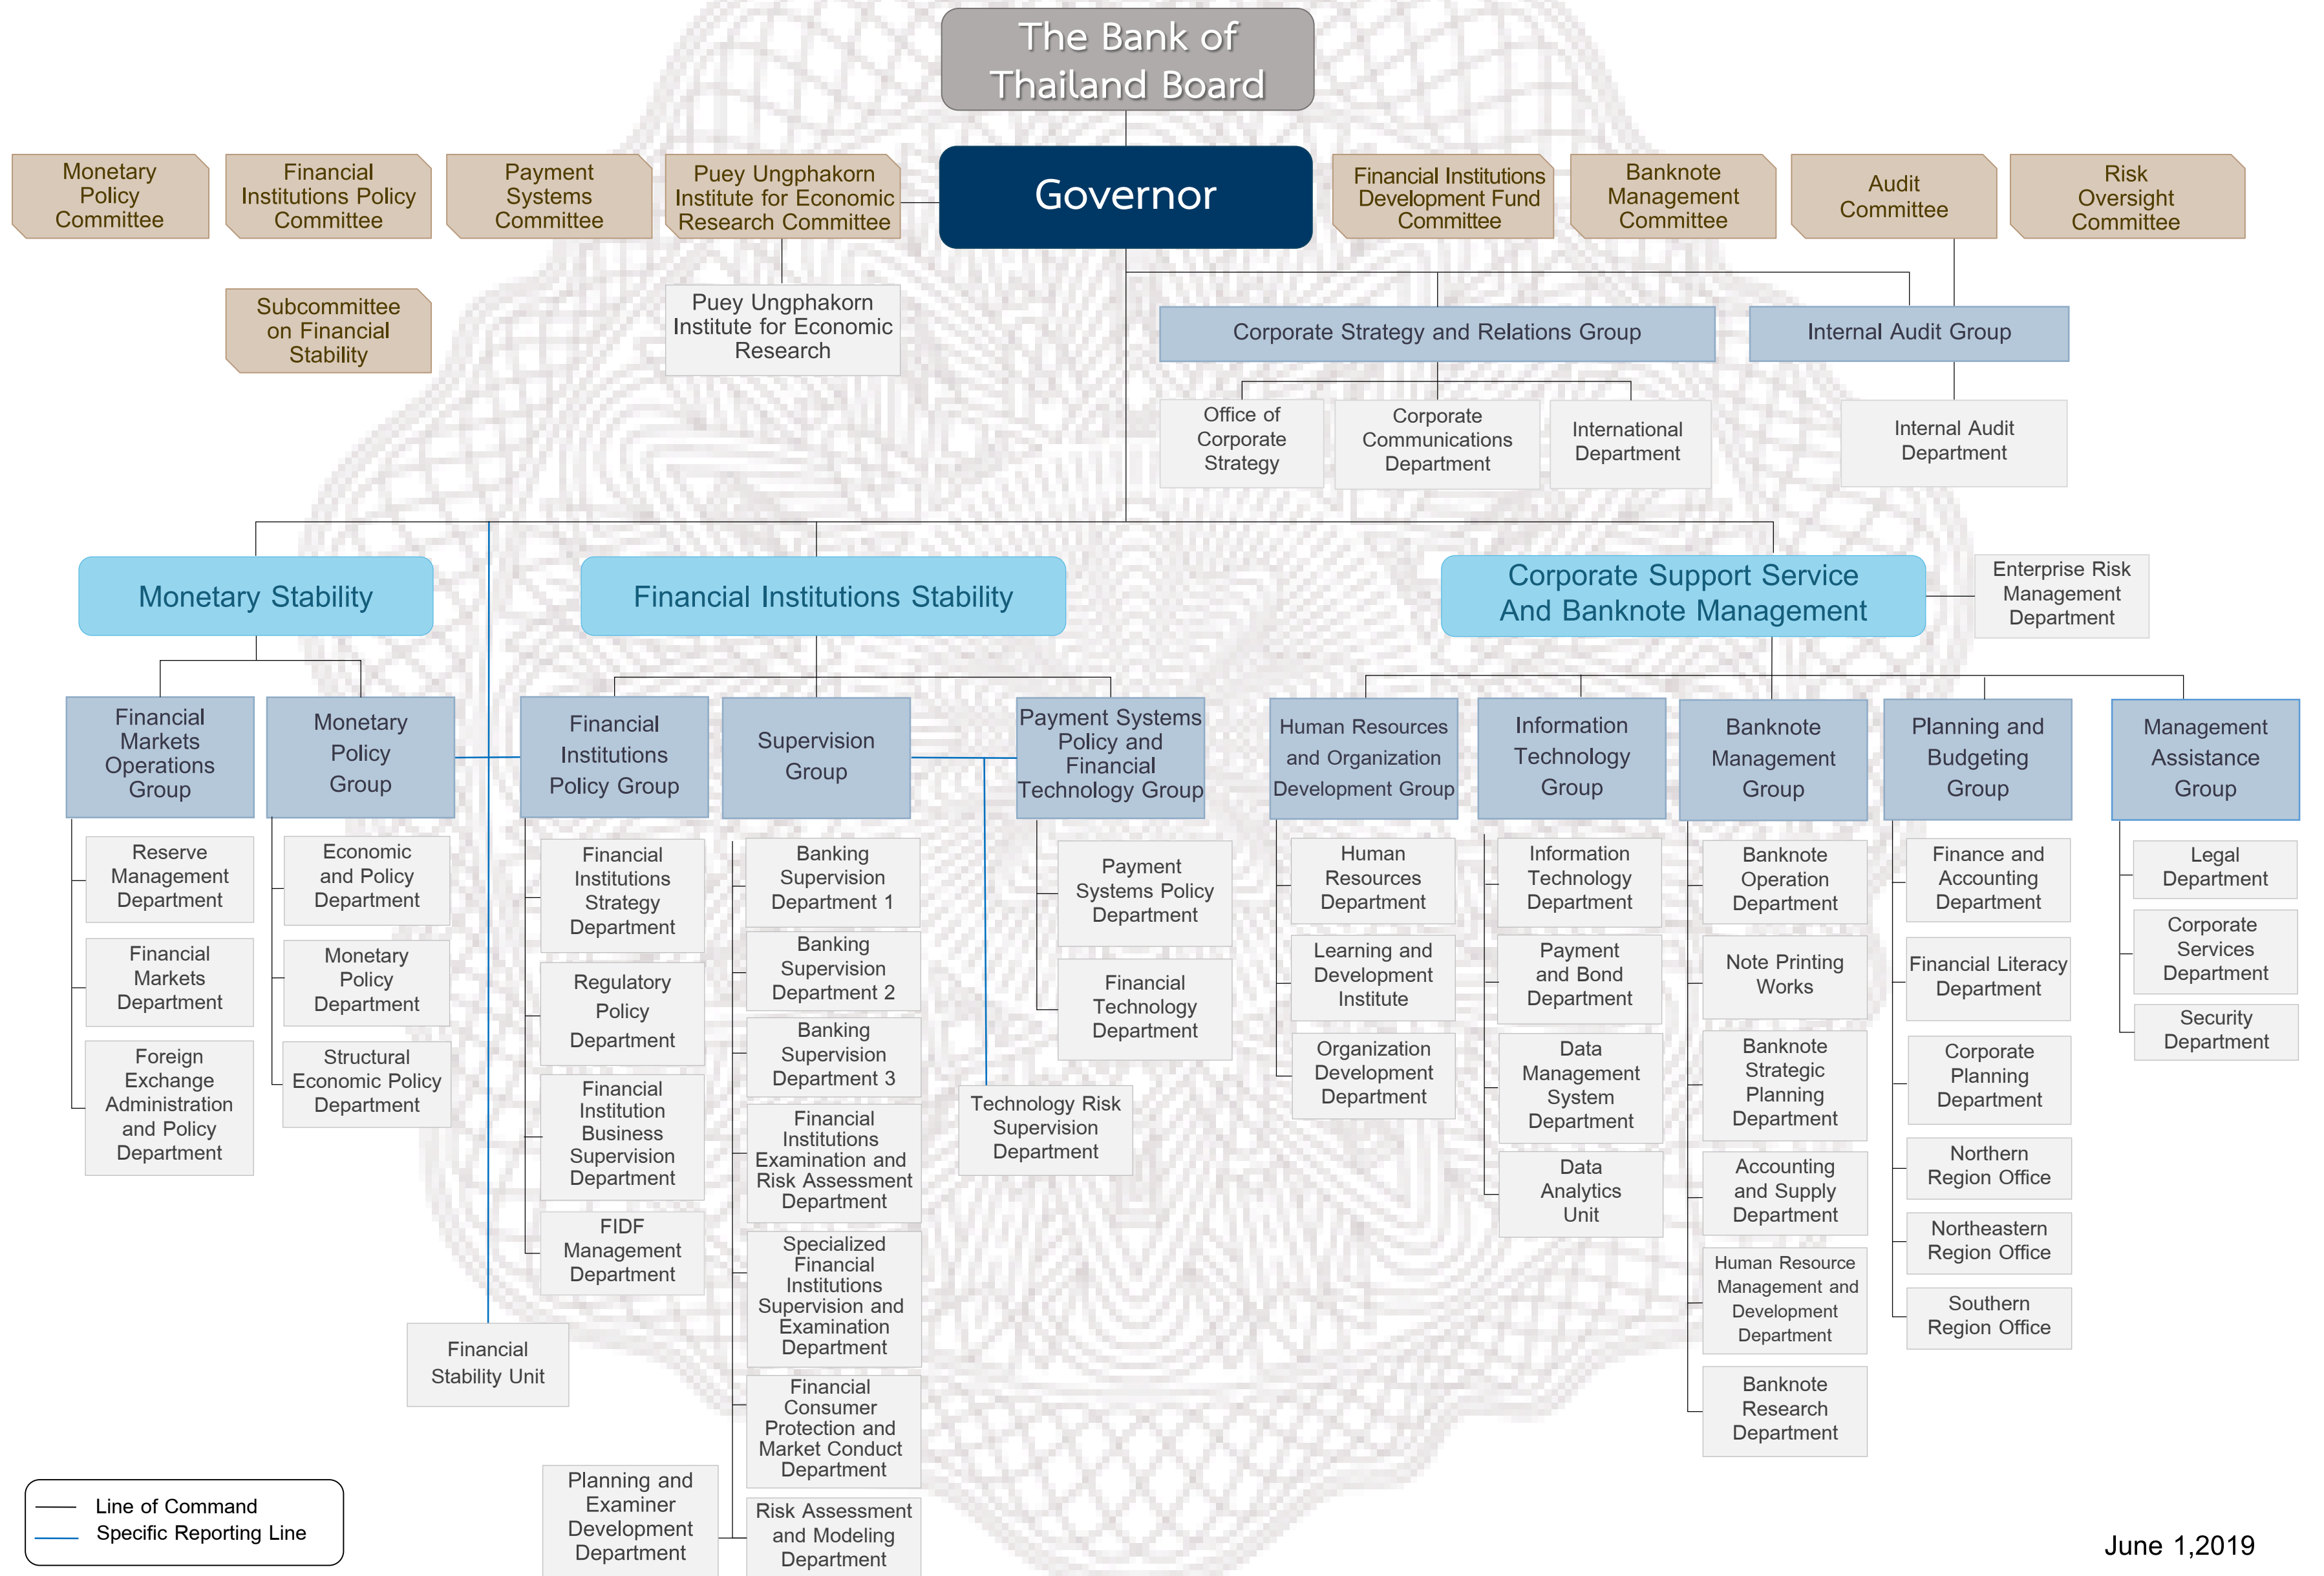 The Bank of
Thailand Board
Governor
Monetary
Policy
Committee
Financial
Institutions Policy
Committee
Payment
Systems
Committee
Puey Ungphakorn
Institute for Economic
Research Committee
Financial Institutions
Development Fund
Committee
Banknote
Management
Committee
Audit
Committee
Risk
Oversight
Committee
Subcommittee
on Financial
Stability
Puey Ungphakorn
Institute for Economic
Research
Corporate Strategy and Relations Group
Internal Audit Group
Office of
Corporate
Strategy
Corporate
Communications
Department
International
Department
Internal Audit
Department
Monetary Stability
Financial Institutions Stability
Corporate Support Service
And Banknote Management
Enterprise Risk
Management
Department
Financial
Markets
Operations
Group
Monetary
Policy
Group
Financial
Institutions
Policy Group
Supervision
Group
Payment Systems
Policy and
Financial
Technology Group
Human Resources
and Organization
Development Group
Information
Technology
Group
Banknote
Management
Group
Planning and
Budgeting
Group
Management
Assistance
Group
Reserve
Management
Department
Financial
Markets
Department
Foreign
Exchange
Administration
and Policy
Department
Economic
and Policy
Department
Monetary
Policy
Department
Structural
Economic Policy
Department
Financial
Stability Unit
Financial
Institutions
Strategy
Department
Regulatory
Policy
Department
Financial
Institution
Business
Supervision
Department
FIDF
Management
Department
Banking
Supervision
Department 1
Banking
Supervision
Department 2
Banking
Supervision
Department 3
Financial
Institutions
Examination and
Risk Assessment
Department
Specialized
Financial
Institutions
Supervision and
Examination
Department
Financial
Consumer
Protection and
Market Conduct
Department
Planning and
Examiner
Development
Department
Risk Assessment
and Modeling
Department
Payment
Systems Policy
Department
Financial
Technology
Department
Technology Risk
Supervision
Department
Human
Resources
Department
Learning and
Development
Institute
Organization
Development
Department
Information
Technology
Department
Payment
and Bond
Department
Data
Management
System
Department
Data
Analytics
Unit
Banknote
Operation
Department
Note Printing
Works
Banknote
Strategic
Planning
Department
Accounting
and Supply
Department
Human Resource
Management and
Development
Department
Banknote
Research
Department
Finance and
Accounting
Department
Financial Literacy
Department
Corporate
Planning
Department
Northern
Region Office
Northeastern
Region Office
Southern
Region Office
Legal
Department
Corporate
Services
Department
Security
Department
Line of Command
Specific Reporting Line
June 1,2019